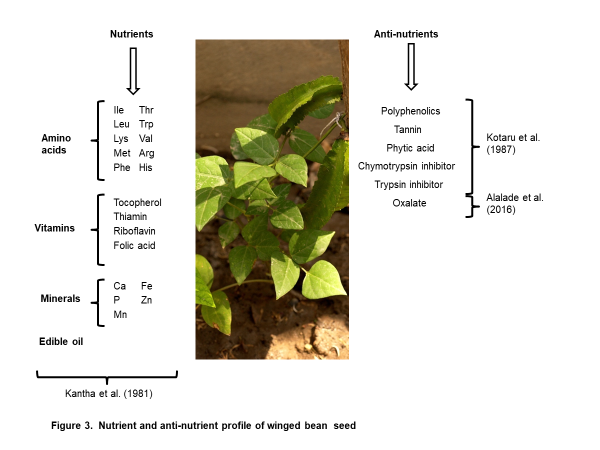 Nutrients
Anti-nutrients
Amino
acids
Ile Thr
Leu Trp
Lys Val
Met Arg
Phe His
Vitamins
Tocopherol
Thiamin
Riboflavin
Folic acid
Minerals
Ca Fe
P Zn
Mn
Edible oil
Kantha et al. (1981)
Polyphenolics
Tannin
Phytic acid
Chymotrypsin inhibitor
Trypsin inhibitor
Oxalate
Kotaru et al.
(1987)
Alalade et al.
(2016)
Figure 3. Nutrient and anti-nutrient profile of winged bean seed